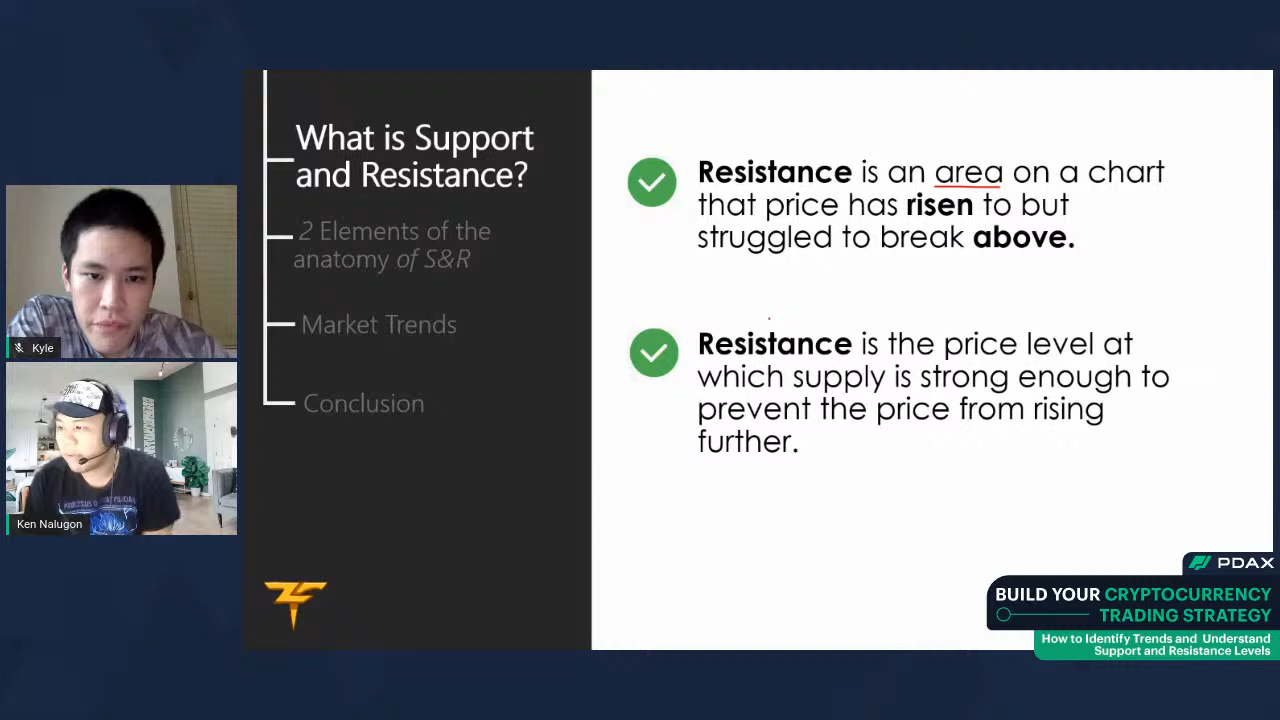 What is Support
and Resistance?
2 Elements of the
anatomy of S&R
Market Trends
Conclusion
Resistance is an area on a chart
that price has risen to but
struggled to break above.
Resistance is the price level at
which supply is strong enough to
prevent the price from rising
further.
Kyle
Ken Nalugon
PDAX
BUILD YOUR CRYPTOCURRENCY
TRADING STRATEGY
How to Identify Trends and Understand
Support and Resistance Levels